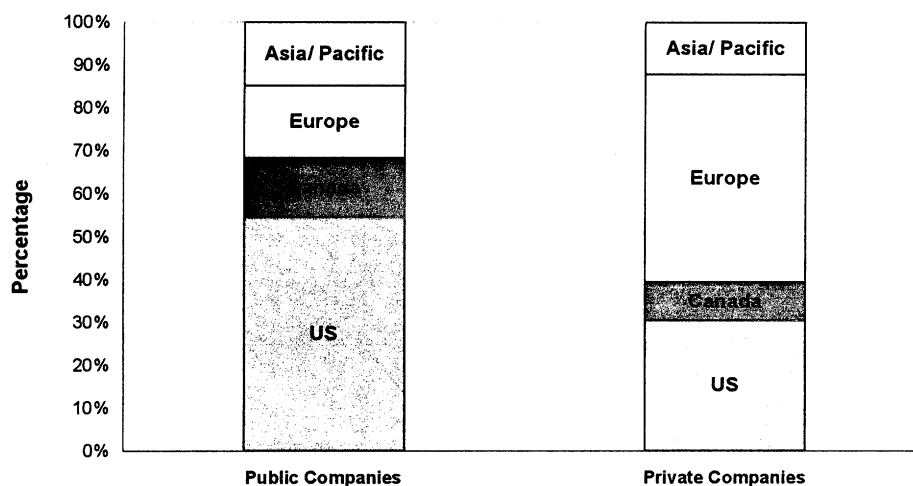 100%
90%
80%
70%
60%
50%
40%
30%
20%
10%
0%
Percentage
Asia/ Pacific
Europe
Canada
US
Asia/ Pacific
Europe
Canada
US
Public Companies
Private Companies